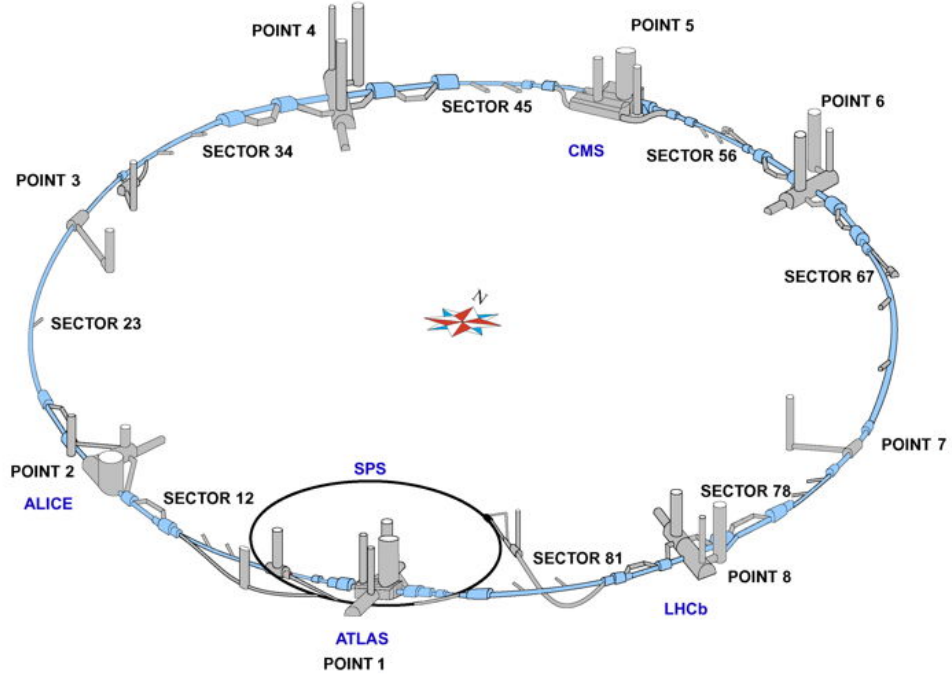 POINT 4
POINT 5
POINT 6
SECTOR 45
SECTOR 34
CMS
SECTOR 56
POINT 3
SECTOR 67
N
SECTOR 23
POINT 7
POINT 2
ALICE
SPS
SECTOR 12
SECTOR 78
SECTOR 81
POINT 8
LHCb
ATLAS
POINT 1